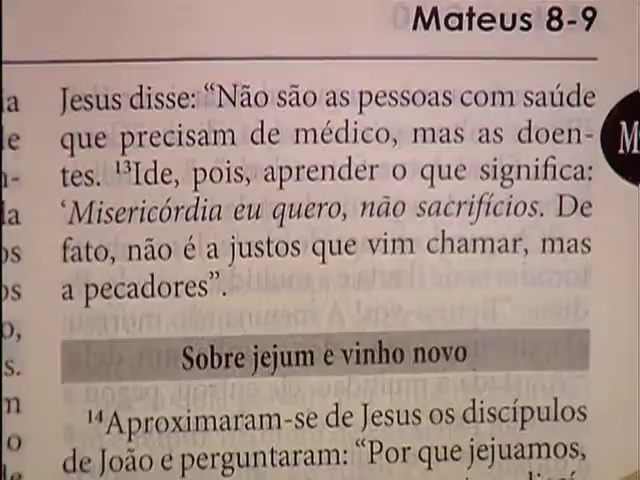 Mateus 8-9
Jesus disse: “Não são as pessoas com saúde
que precisam de médico, mas as doen-
tes. ¹³Ide, pois, aprender o que significa:
‘Misericórdia eu quero, não sacrifícios. De
fato, não é a justos que vim chamar, mas
a pecadores”.
Sobre jejum e vinho novo
¹⁴Aproximaram-se de Jesus os discípulos
de João e perguntaram: “Por que jejuamos,
M